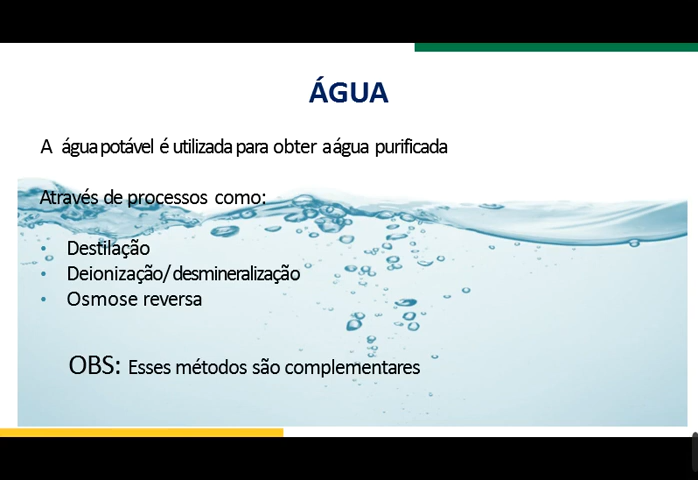 ÁGUA
A água potável é utilizada para obter a água purificada
Através de processos como:
• Destilação
• Deionização/desmineralização
• Osmose reversa
OBS: Esses métodos são complementares